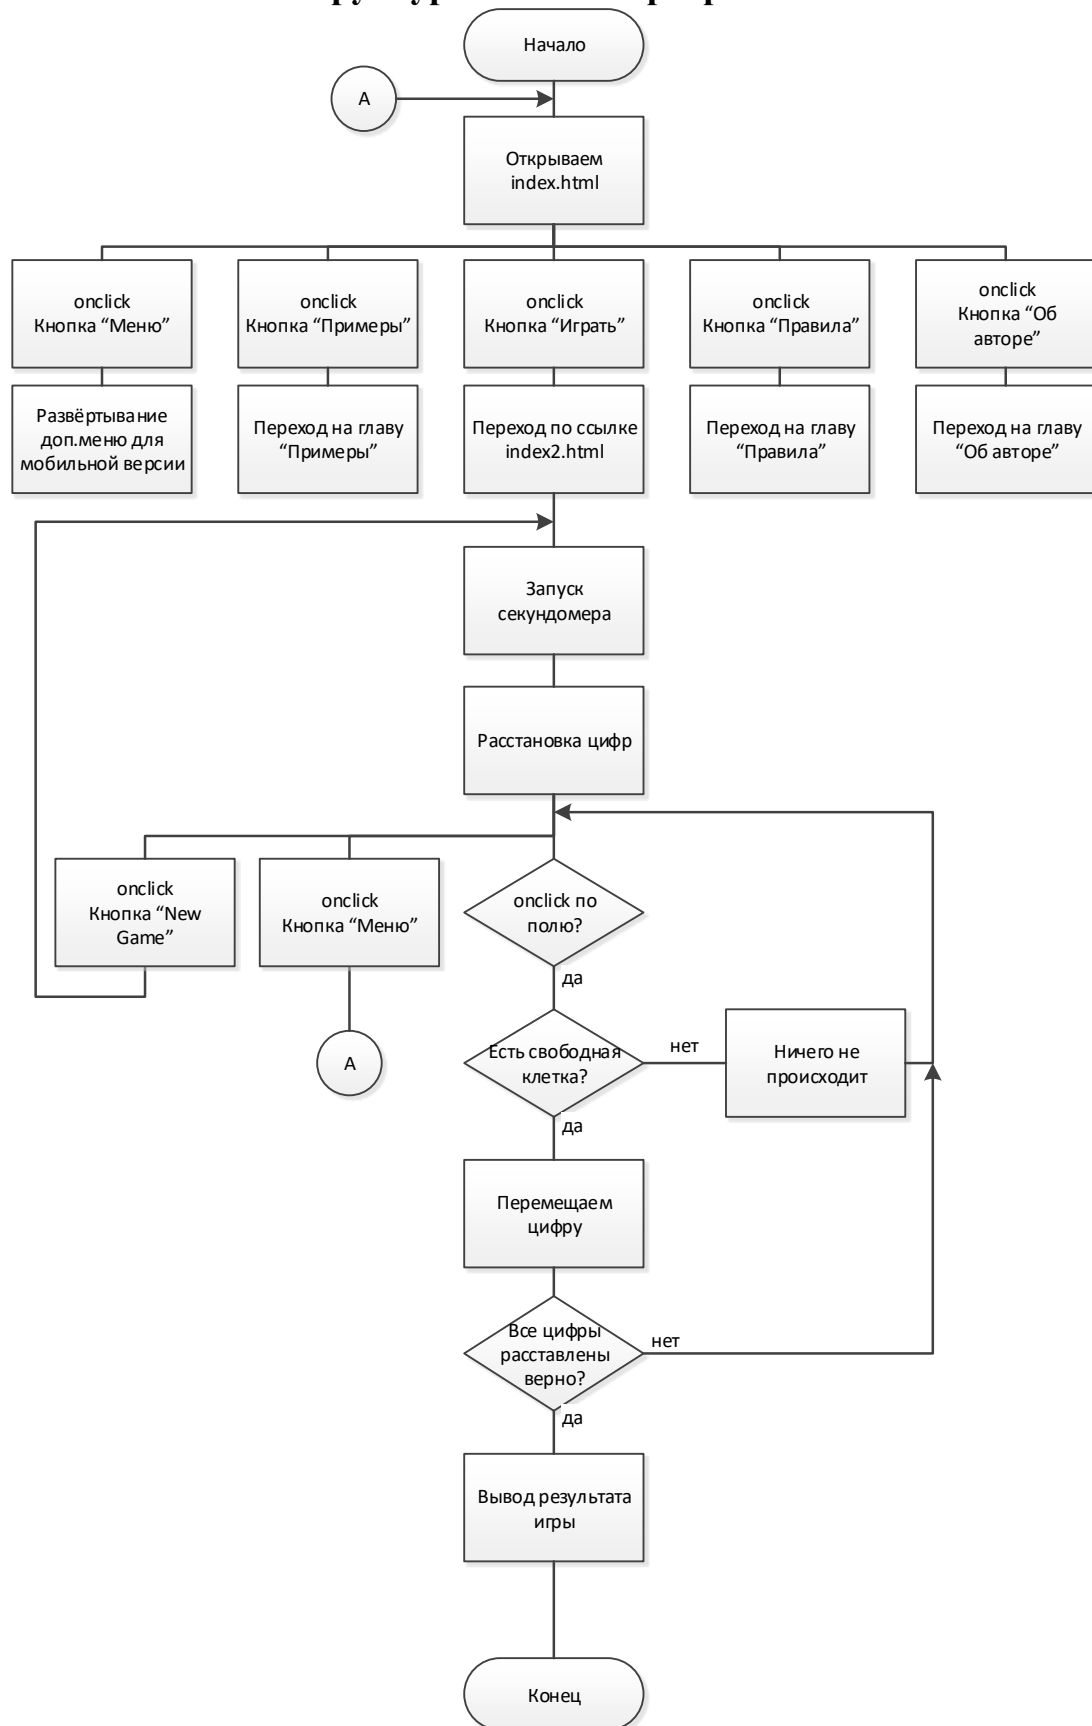 Начало
А
Открываем
index.html
onclick
Кнопка “Меню”
onclick
Кнопка “Примеры”
onclick
Кнопка “Играть”
onclick
Кнопка “Правила”
onclick
Кнопка “Об
авторе”
Развёртывание
доп.меню для
мобильной версии
Переход на главу
“Примеры”
Переход по ссылке
index2.html
Переход на главу
“Правила”
Переход на главу
“Об авторе”
Запуск
секундомера
Расстановка цифр
onclick
Кнопка “New
Game”
onclick
Кнопка “Меню”
onclick по
полю?
да
А
Есть свободная
клетка?
нет
Ничего не
происходит
да
Перемещаем
цифру
Все цифры
расставлены
верно?
нет
да
Вывод результата
игры
Конец